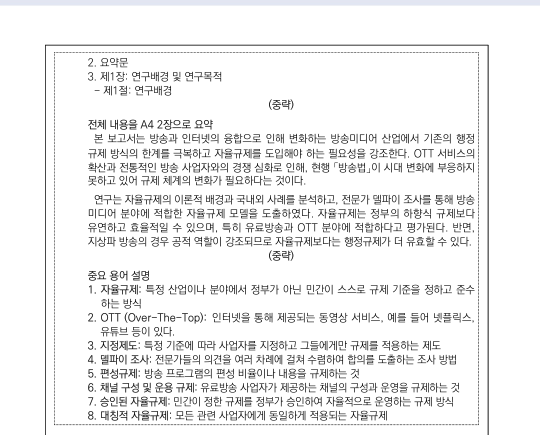 2. 요약문
3. 제1장: 연구배경 및 연구목적
- 제1절: 연구배경
(중략)
전체 내용을 A4 2장으로 요약
본 보고서는 방송과 인터넷의 융합으로 인해 변화하는 방송미디어 산업에서 기존의 행정
규제 방식의 한계를 극복하고 자율규제를 도입해야 하는 필요성을 강조한다. OTT 서비스의
확산과 전통적인 방송 사업자와의 경쟁 심화로 인해, 현행 「방송법」이 시대 변화에 부응하지
못하고 있어 규제 체계의 변화가 필요하다는 것이다.
연구는 자율규제의 이론적 배경과 국내외 사례를 분석하고, 전문가 델파이 조사를 통해 방송
미디어 분야에 적합한 자율규제 모델을 도출하였다. 자율규제는 정부의 하향식 규제보다
유연하고 효율적일 수 있으며, 특히 유료방송과 OTT 분야에 적합하다고 평가된다. 반면,
지상파 방송의 경우 공적 역할이 강조되므로 자율규제보다는 행정규제가 더 유효할 수 있다.
(중략)
중요 용어 설명
1. 자율규제: 특정 산업이나 분야에서 정부가 아닌 민간이 스스로 규제 기준을 정하고 준수
하는 방식
2. OTT (Over-The-Top): 인터넷을 통해 제공되는 동영상 서비스, 예를 들어 넷플릭스,
유튜브 등이 있다.
3. 지정제도: 특정 기준에 따라 사업자를 지정하고 그들에게만 규제를 적용하는 제도
4. 델파이 조사: 전문가들의 의견을 여러 차례에 걸쳐 수렴하여 합의를 도출하는 조사 방법
5. 편성규제: 방송 프로그램의 편성 비율이나 내용을 규제하는 것
6. 채널 구성 및 운용 규제: 유료방송 사업자가 제공하는 채널의 구성과 운영을 규제하는 것
7. 승인된 자율규제: 민간이 정한 규제를 정부가 승인하여 자율적으로 운영하는 규제 방식
8. 대칭적 자율규제: 모든 관련 사업자에게 동일하게 적용되는 자율규제